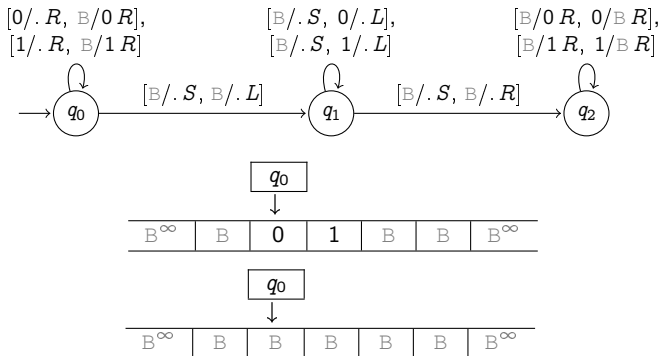 [0/. R, B/0 R],   [B/. S, 0/. L],   [B/0 R, 0/B R],
[1/. R, B/1 R]   [B/. S, 1/. L]   [B/1 R, 1/B R]
[B/. S, B/. L]   [B/. S, B/. R]
q₀   q₁   q₂
q₀
B^∞ B 0 1 B B B^∞
q₀
B^∞ B B B B B B^∞